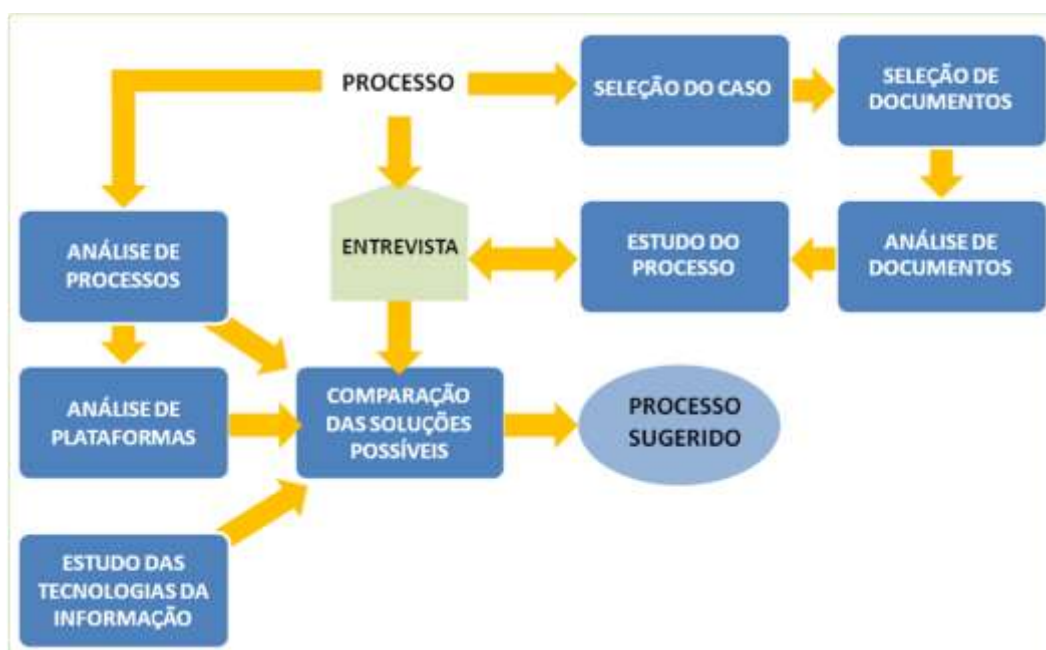 PROCESSO
SELEÇÃO DO CASO
SELEÇÃO DE
DOCUMENTOS
ANÁLISE DE
PROCESSOS
ENTREVISTA
ESTUDO DO
PROCESSO
ANÁLISE DE
DOCUMENTOS
ANÁLISE DE
PLATAFORMAS
COMPARAÇÃO
DAS SOLUÇÕES
POSSÍVEIS
PROCESSO
SUGERIDO
ESTUDO DAS
TECNOLOGIAS DA
INFORMAÇÃO